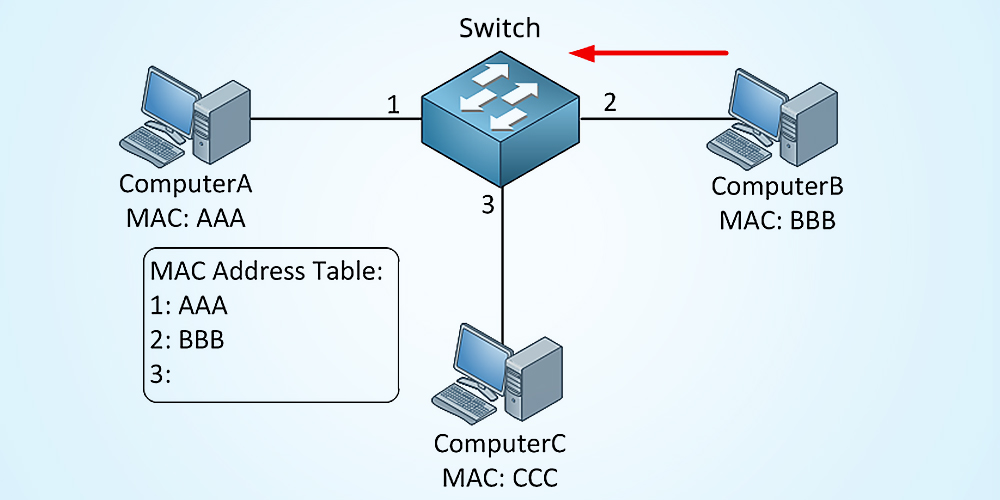 Switch
1
2
3
ComputerA
MAC: AAA
ComputerB
MAC: BBB
MAC Address Table:
1: AAA
2: BBB
3:
ComputerC
MAC: CCC